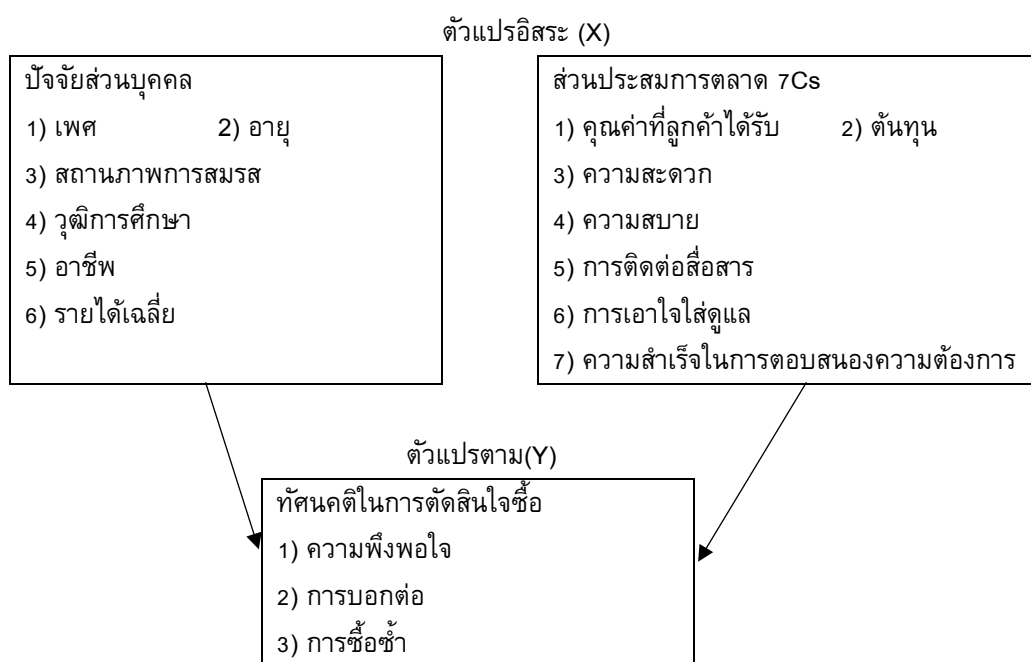 ตัวแปรอิสระ (X)
ปัจจัยส่วนบุคคล
1) เพศ 2) อายุ
3) สถานภาพการสมรส
4) วุฒิการศึกษา
5) อาชีพ
6) รายได้เฉลี่ย
ส่วนประสมการตลาด 7Cs
1) คุณค่าที่ลูกค้าได้รับ 2) ต้นทุน
3) ความสะดวก
4) ความสบาย
5) การติดต่อสื่อสาร
6) การเอาใจใส่ดูแล
7) ความสำเร็จในการตอบสนองความต้องการ
ตัวแปรตาม(Y)
ทัศนคติในการตัดสินใจซื้อ
1) ความพึงพอใจ
2) การบอกต่อ
3) การซื้อซ้ำ